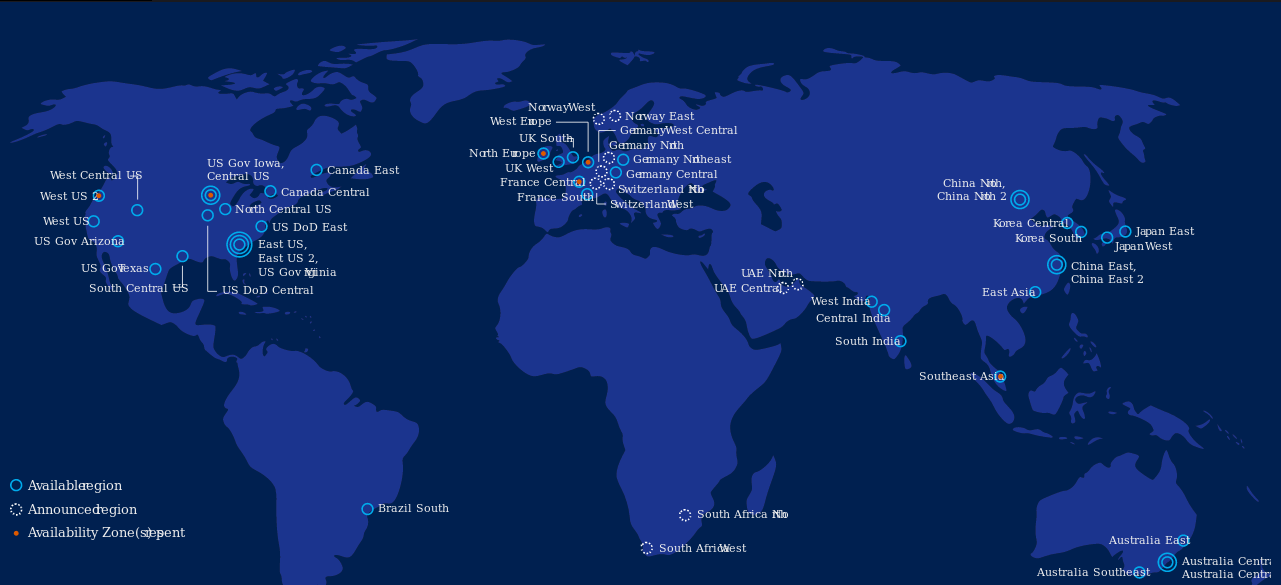 West Central US
West US 2
West US
US Gov Arizona
US Gov Texas
South Central US
US Gov Iowa,
Central US
Canada East
Canada Central
North Central US
US DoD East
East US,
East US 2,
US Gov Virginia
US DoD Central
Brazil South
Norway West
West Europe
UK South
North Europe
UK West
France Central
France South
Norway East
Germany West Central
Germany North
Germany Northeast
Germany Central
Switzerland North
Switzerland West
UAE North
UAE Central
South Africa North
South Africa West
West India
Central India
South India
China North,
China North 2
Korea Central
Korea South
Japan East
Japan West
China East,
China East 2
East Asia
Southeast Asia
Australia East
Australia Centra
Australia Centra
Australia Southeast
Available region
Announced region
Availability Zone(s) present